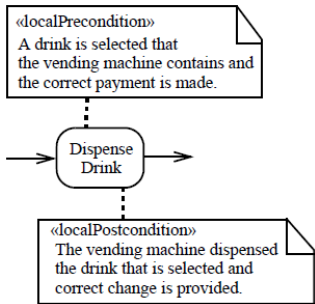 «localPrecondition»
A drink is selected that
the vending machine contains and
the correct payment is made.
Dispense
Drink
«localPostcondition»
The vending machine dispensed
the drink that is selected and
correct change is provided.